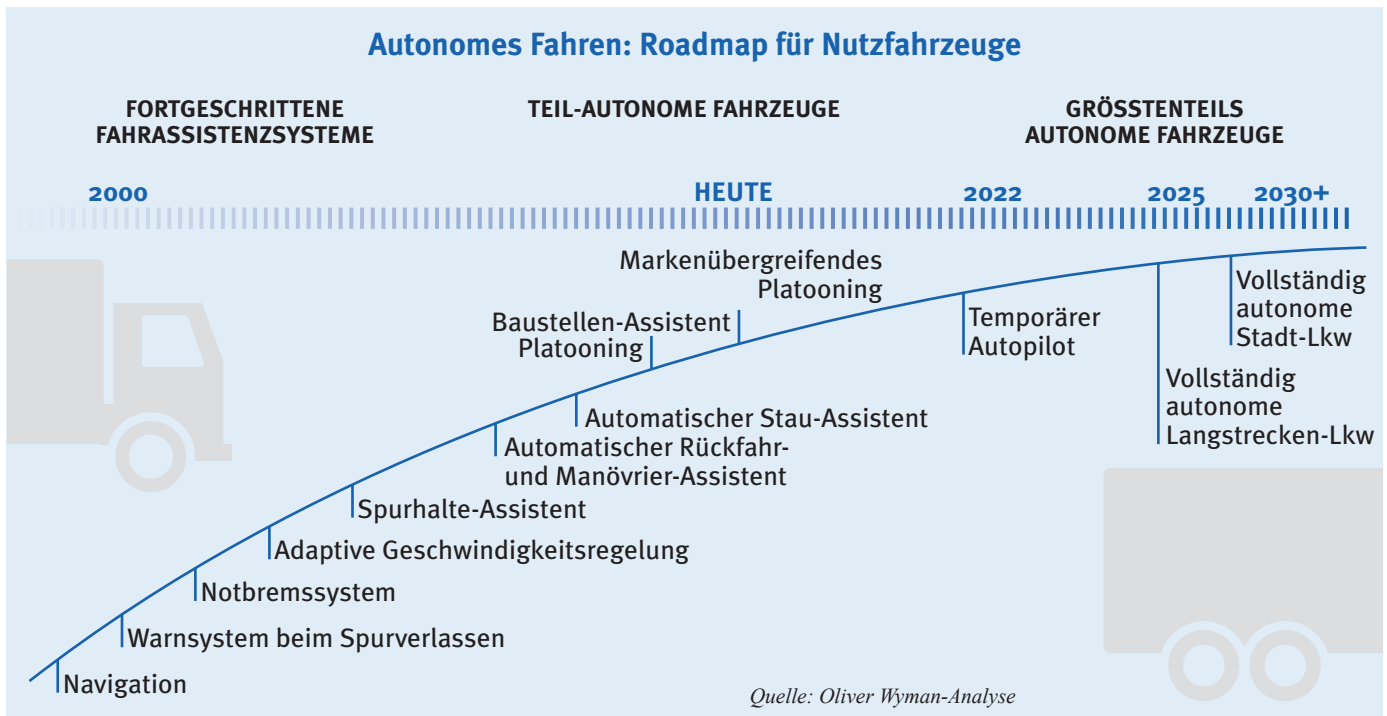 Autonomes Fahren: Roadmap für Nutzfahrzeuge
FORTGESCHRITTENE
FAHRASSISTENZSYSTEME
TEIL-AUTONOME FAHRZEUGE
GRÖSSTENTEILS
AUTONOME FAHRZEUGE
2000
HEUTE
2022
2025
2030+
Markenübergreifendes
Platooning
Baustellen-Assistent
Platooning
Temporärer
Autopilot
Vollständig
autonome
Stadt-Lkw
Vollständig
autonome
Langstrecken-Lkw
Automatischer Stau-Assistent
Automatischer Rückfahr-
und Manövrier-Assistent
Spurhalte-Assistent
Adaptive Geschwindigkeitsregelung
Notbremssystem
Warnsystem beim Spurverlassen
Navigation
Quelle: Oliver Wyman-Analyse